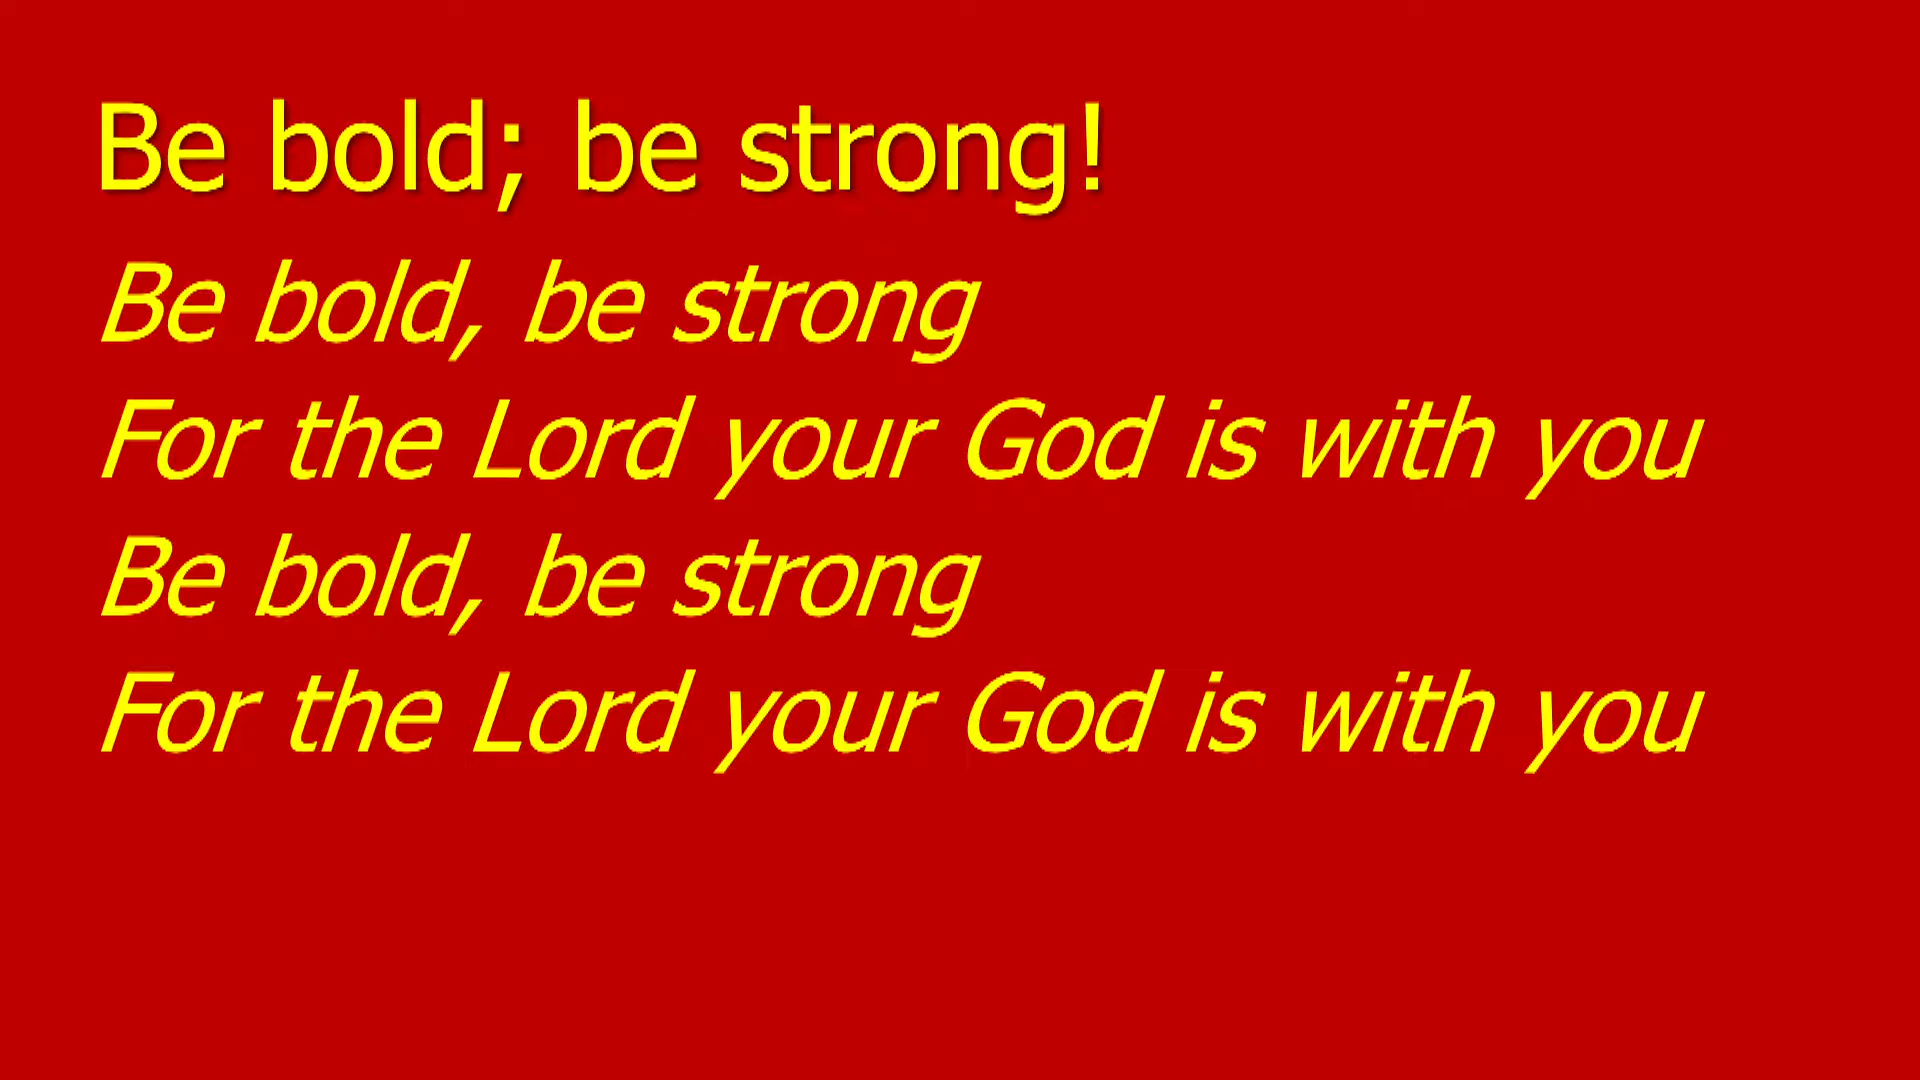 Be bold; be strong!
Be bold, be strong
For the Lord your God is with you
Be bold, be strong
For the Lord your God is with you